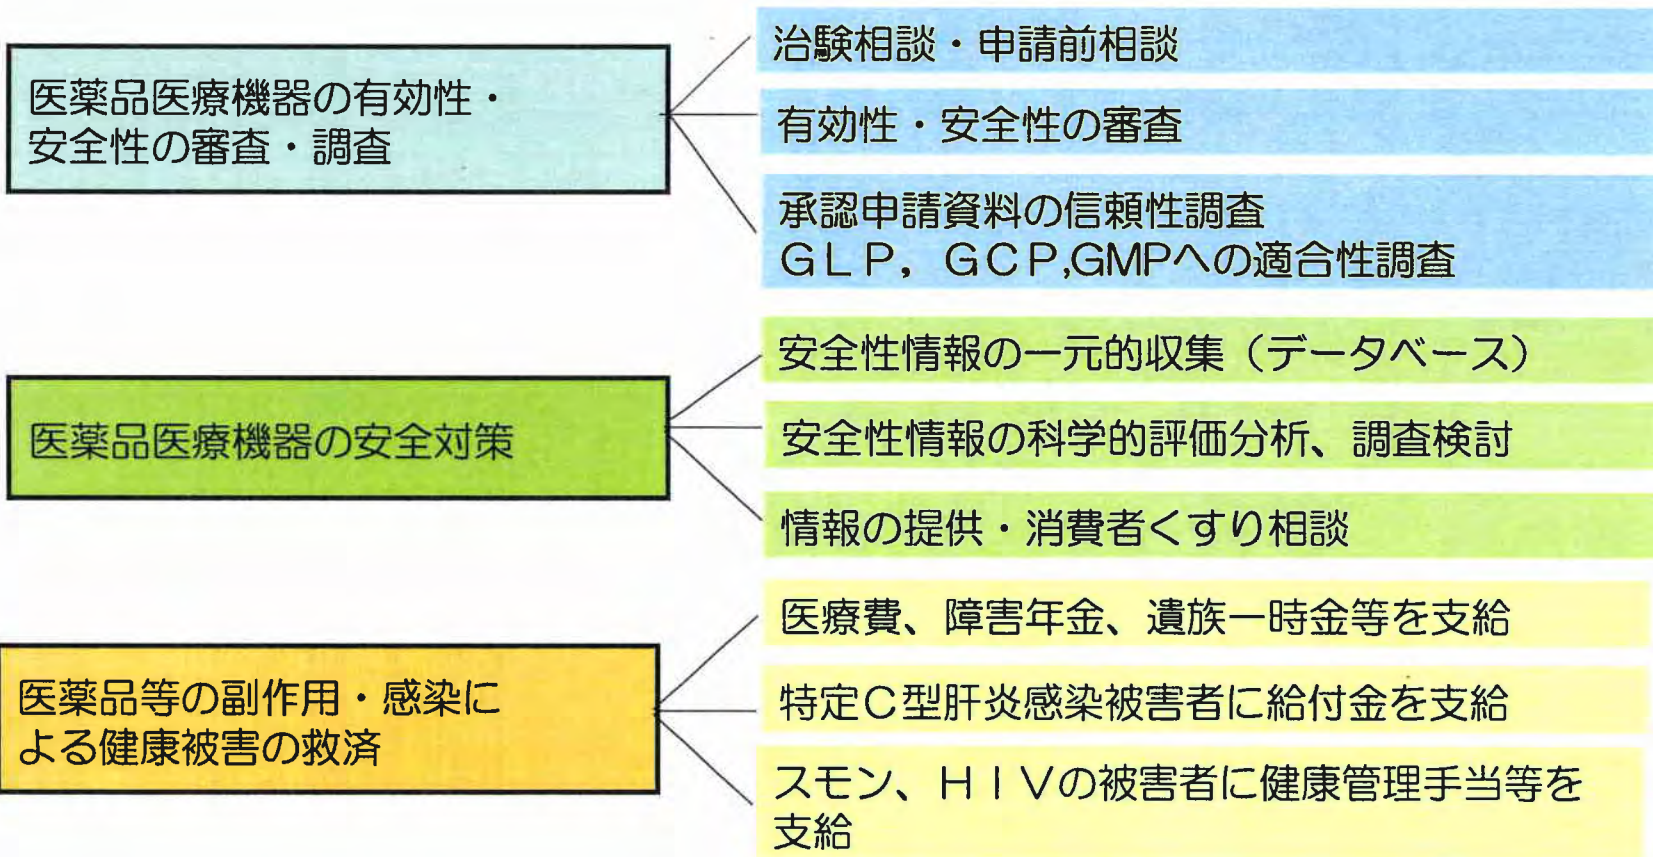 医薬品医療機器の有効性・
安全性の審査・調査
治験相談・申請前相談
有効性・安全性の審査
承認申請資料の信頼性調査
ＧＬＰ，ＧＣＰ,GMPへの適合性調査
医薬品医療機器の安全対策
安全性情報の一元的収集（データベース）
安全性情報の科学的評価分析、調査検討
情報の提供・消費者くすり相談
医薬品等の副作用・感染に
よる健康被害の救済
医療費、障害年金、遺族一時金等を支給
特定Ｃ型肝炎感染被害者に給付金を支給
スモン、ＨＩＶの被害者に健康管理手当等を
支給